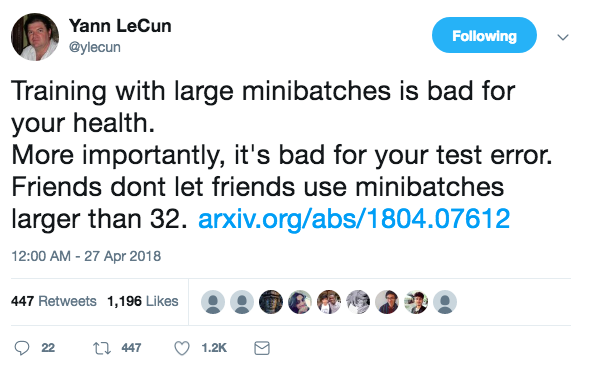 Yann LeCun
@ylecun
Following
Training with large minibatches is bad for
your health.
More importantly, it's bad for your test error.
Friends dont let friends use minibatches
larger than 32. arxiv.org/abs/1804.07612
12:00 AM - 27 Apr 2018
447 Retweets 1,196 Likes
22 447 1.2K